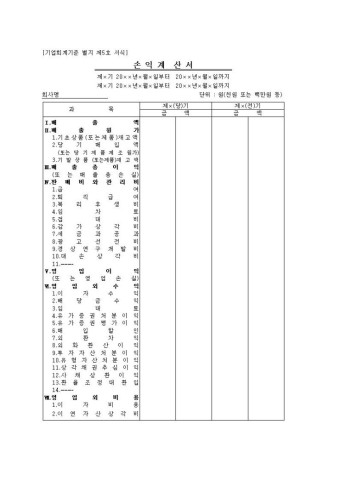 [기업회계기준 별지 제5호 서식]
손 익 계 산 서
제×기 20××년×월×일부터 20××년×월×일까지
제×기 20××년×월×일부터 20××년×월×일까지
회사명 단위 : 원(천원 또는 백만원 등)
과 목 제×(당)기 제×(전)기
금 액 금 액
Ⅰ.매 출 액
Ⅱ.매 출 원 가
1.기초상품(또는제품)재고액
2.당 기 매 입 액
(또는 당기제품제조원가)
3.기말상품(또는제품)재고액
Ⅲ.매 출 총 이 익
(또는 매출총손실)
Ⅳ.판 매 비 와 관 리 비
1.급 여
2.퇴 직 급 여
3.복 리 후 생 비
4.임 차 료
5.접 대 비
6.감 가 상 각 비
7.세 금 과 공 과
8.광 고 선 전 비
9.경 상 연 구 개 발 비
10.대 손 상 각 비
11.-----
Ⅴ.영 업 이 익
(또 는 영 업 손 실)
Ⅵ.영 업 외 수 익
1.이 자 수 익
2.배 당 금 수 익
3.임 대 료
4.유 가 증 권 처 분 이 익
5.유 가 증 권 평 가 이 익
7.외 환 차 익
8.외 화 환 산 이 익
9.투 자 자 산 처 분 이 익
10.유 형 자 산 처 분 이 익
11.상 각 채 권 추 심 이 익
12.사 채 상 환 이 익
13.환 율 조 정 대 환 입
14.-----
Ⅶ.영 업 외 비 용
1.이 자 비 용
2.이 연 자 산 상 각 비